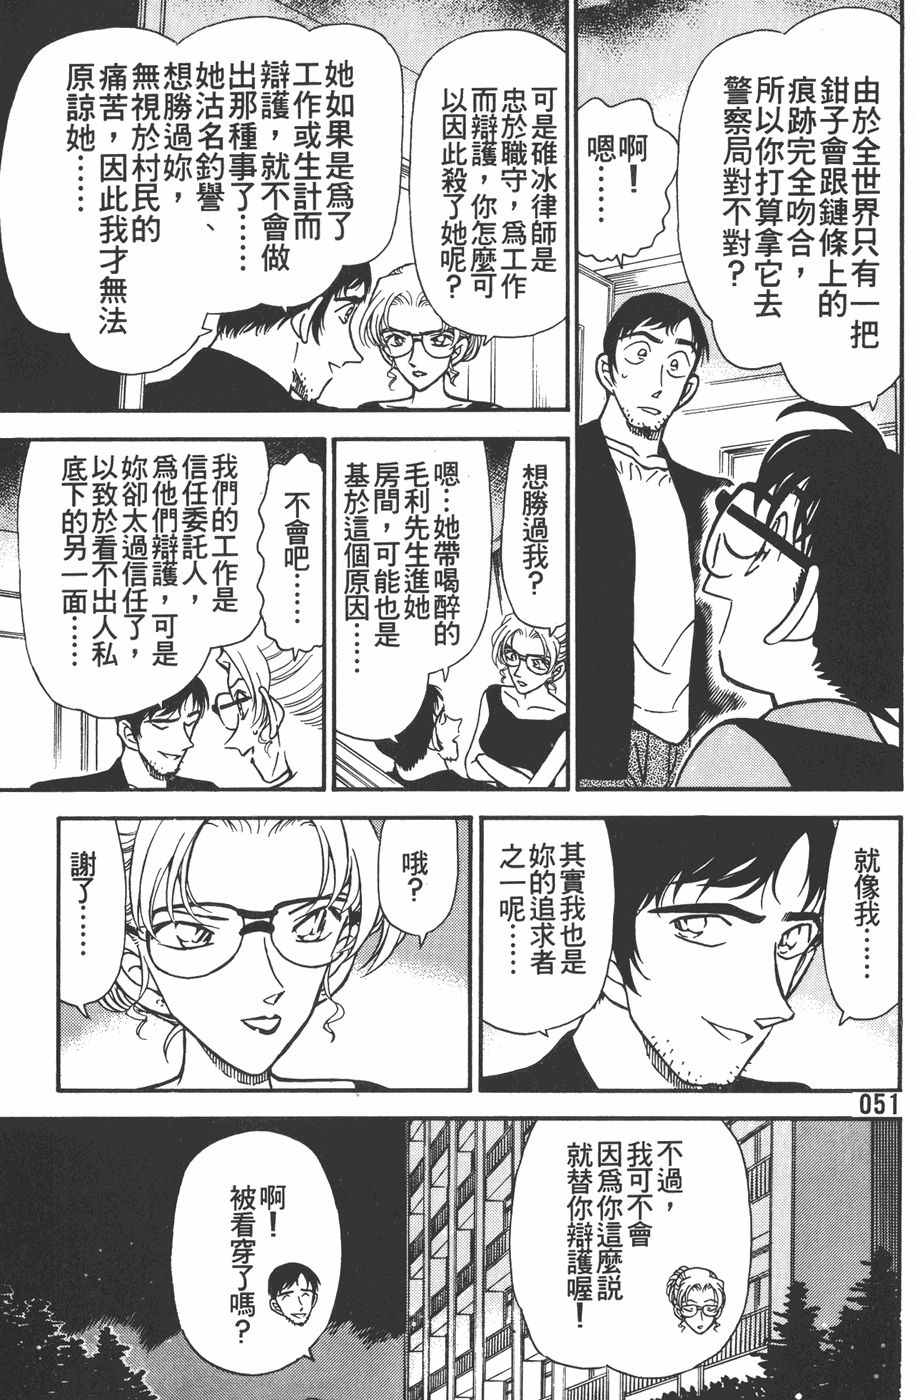 由於全世界只有一把
鉗子會跟鏈條上的
痕跡完全吻合，
所以你打算拿它去
警察局對不對？
啊！
嗯……
可是碓冰律師是
忠於職守，為工作
而辯護，你怎麼可
以因此殺了她呢？
她如果是為了
工作或生計而
辯護，就不會做
出那種事了……
她沽名釣譽、
想勝過妳，
無視於村民的
痛苦，因此我才無法
原諒她……
想勝過我？
嗯…她帶喝醉的
毛利先生進她
房間，可能也是
基於這個原因……
不會吧……
我們的工作是
信任委託人，
為他們辯護，可是
妳卻太過信任了，
以致於看不出人私
底下的另一面……
就像我……
其實我也是
妳的追求者
之一呢……
哦？
謝了……
051
不過，
我可不會
因為你這麼說
就替你辯護喔！
啊！
被看穿了嗎？